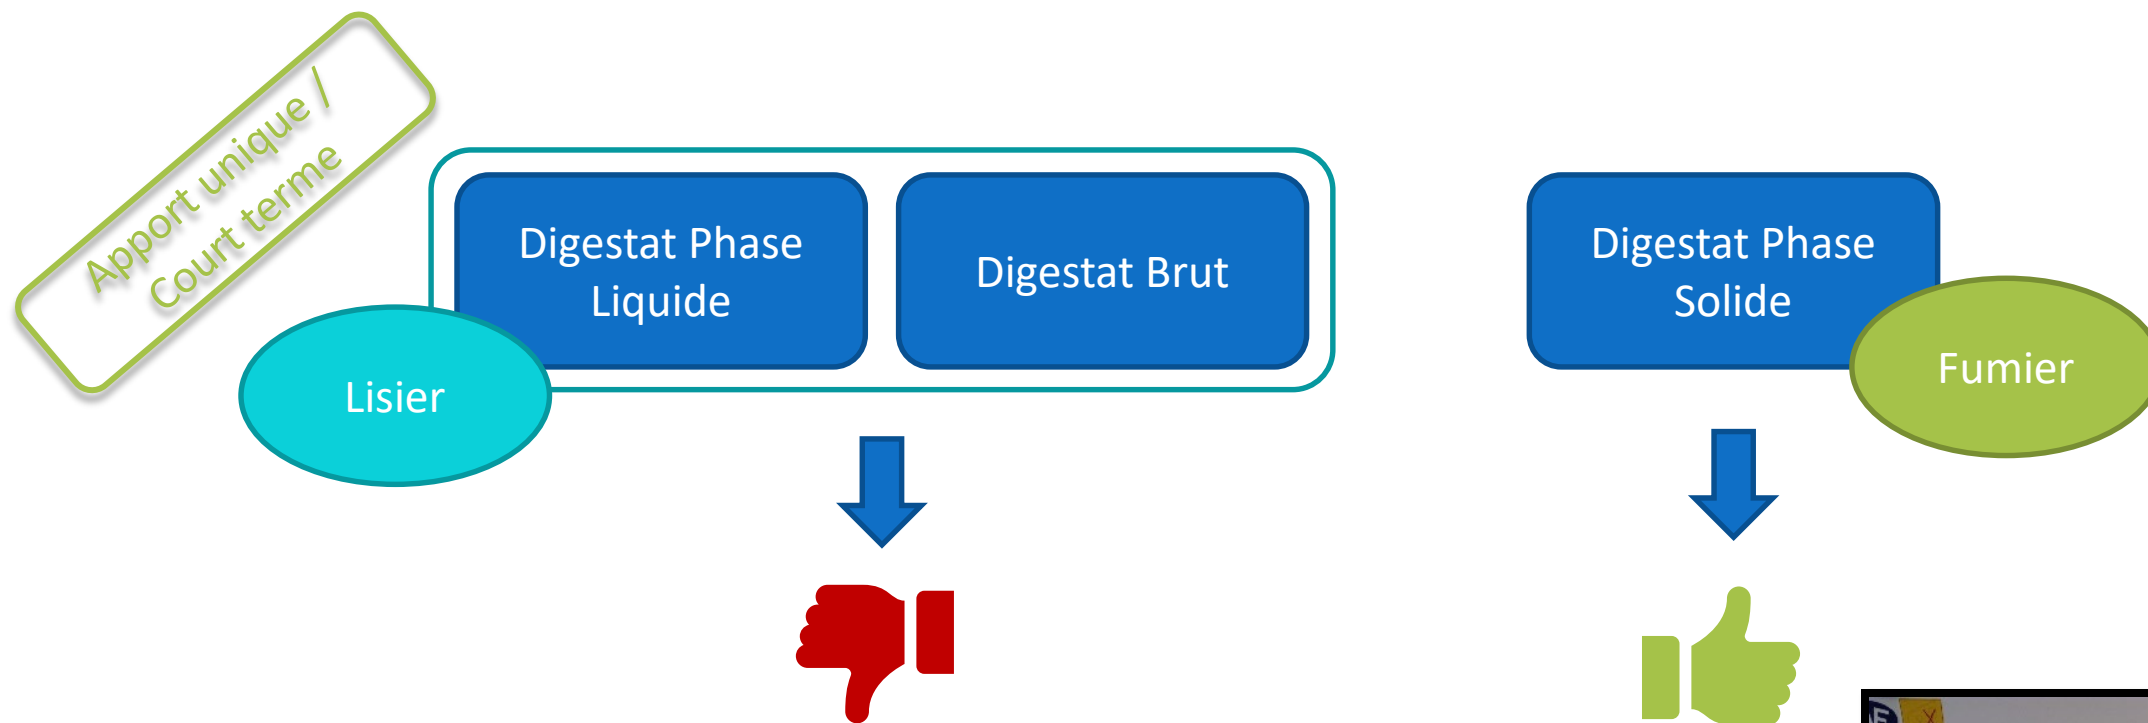 Apport unique /
Court terme
Digestat Phase
Liquide
Digestat Brut
Digestat Phase
Solide
Lisier
Fumier